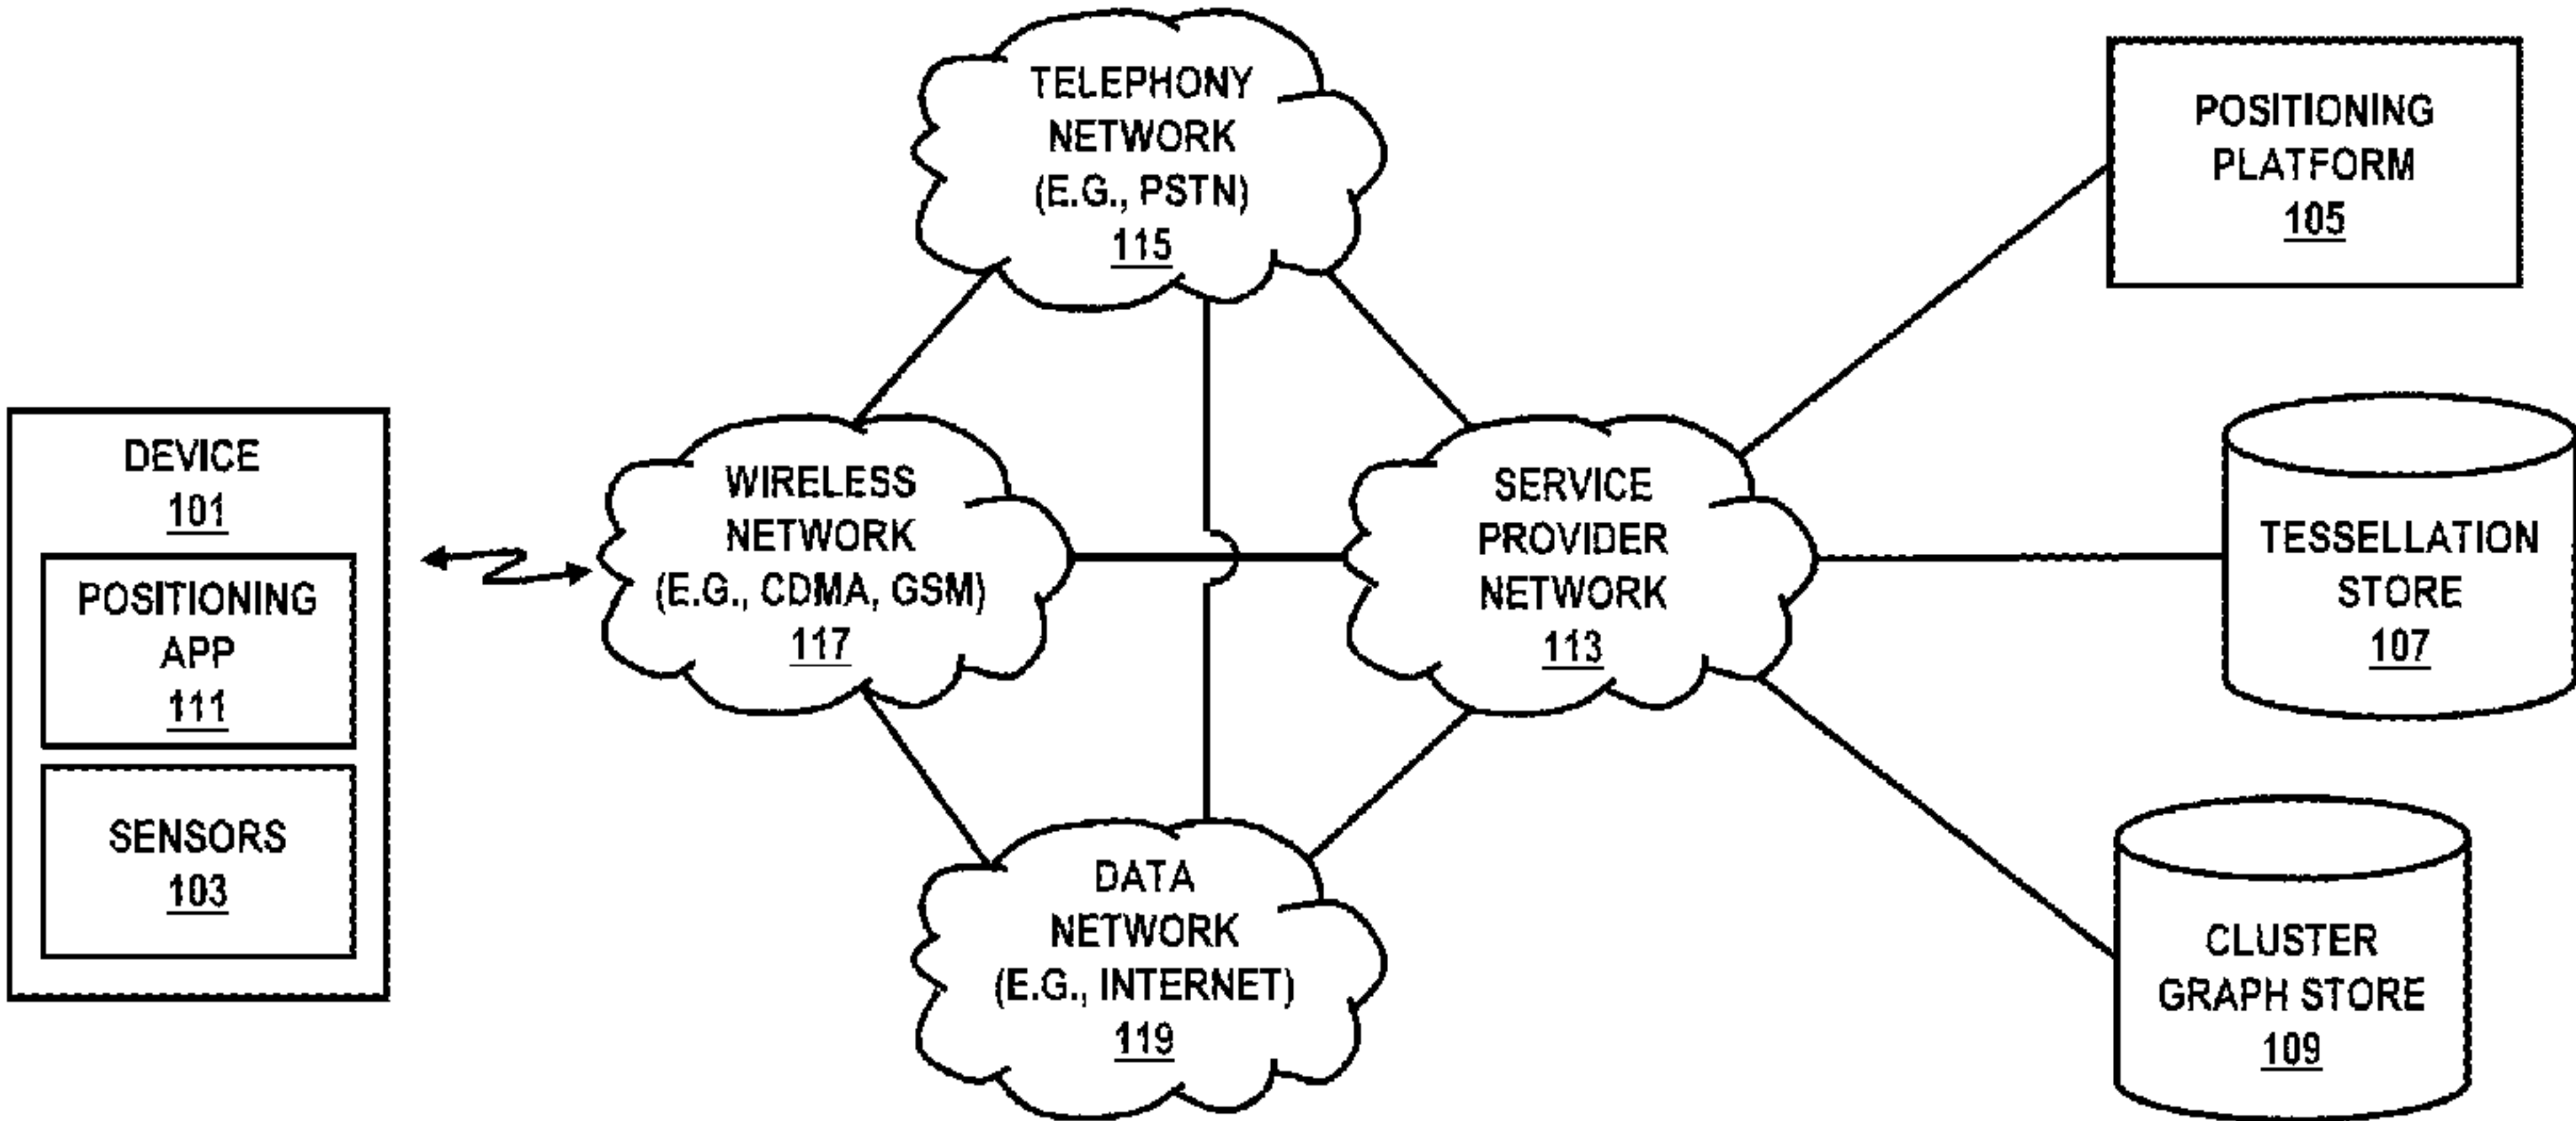 TELEPHONY
NETWORK
(E.G., PSTN)
115
POSITIONING
PLATFORM
105
DEVICE
101
POSITIONING
APP
111
SENSORS
103
WIRELESS
NETWORK
(E.G., CDMA, GSM)
117
SERVICE
PROVIDER
NETWORK
113
TESSELLATION
STORE
107
DATA
NETWORK
(E.G., INTERNET)
119
CLUSTER
GRAPH STORE
109